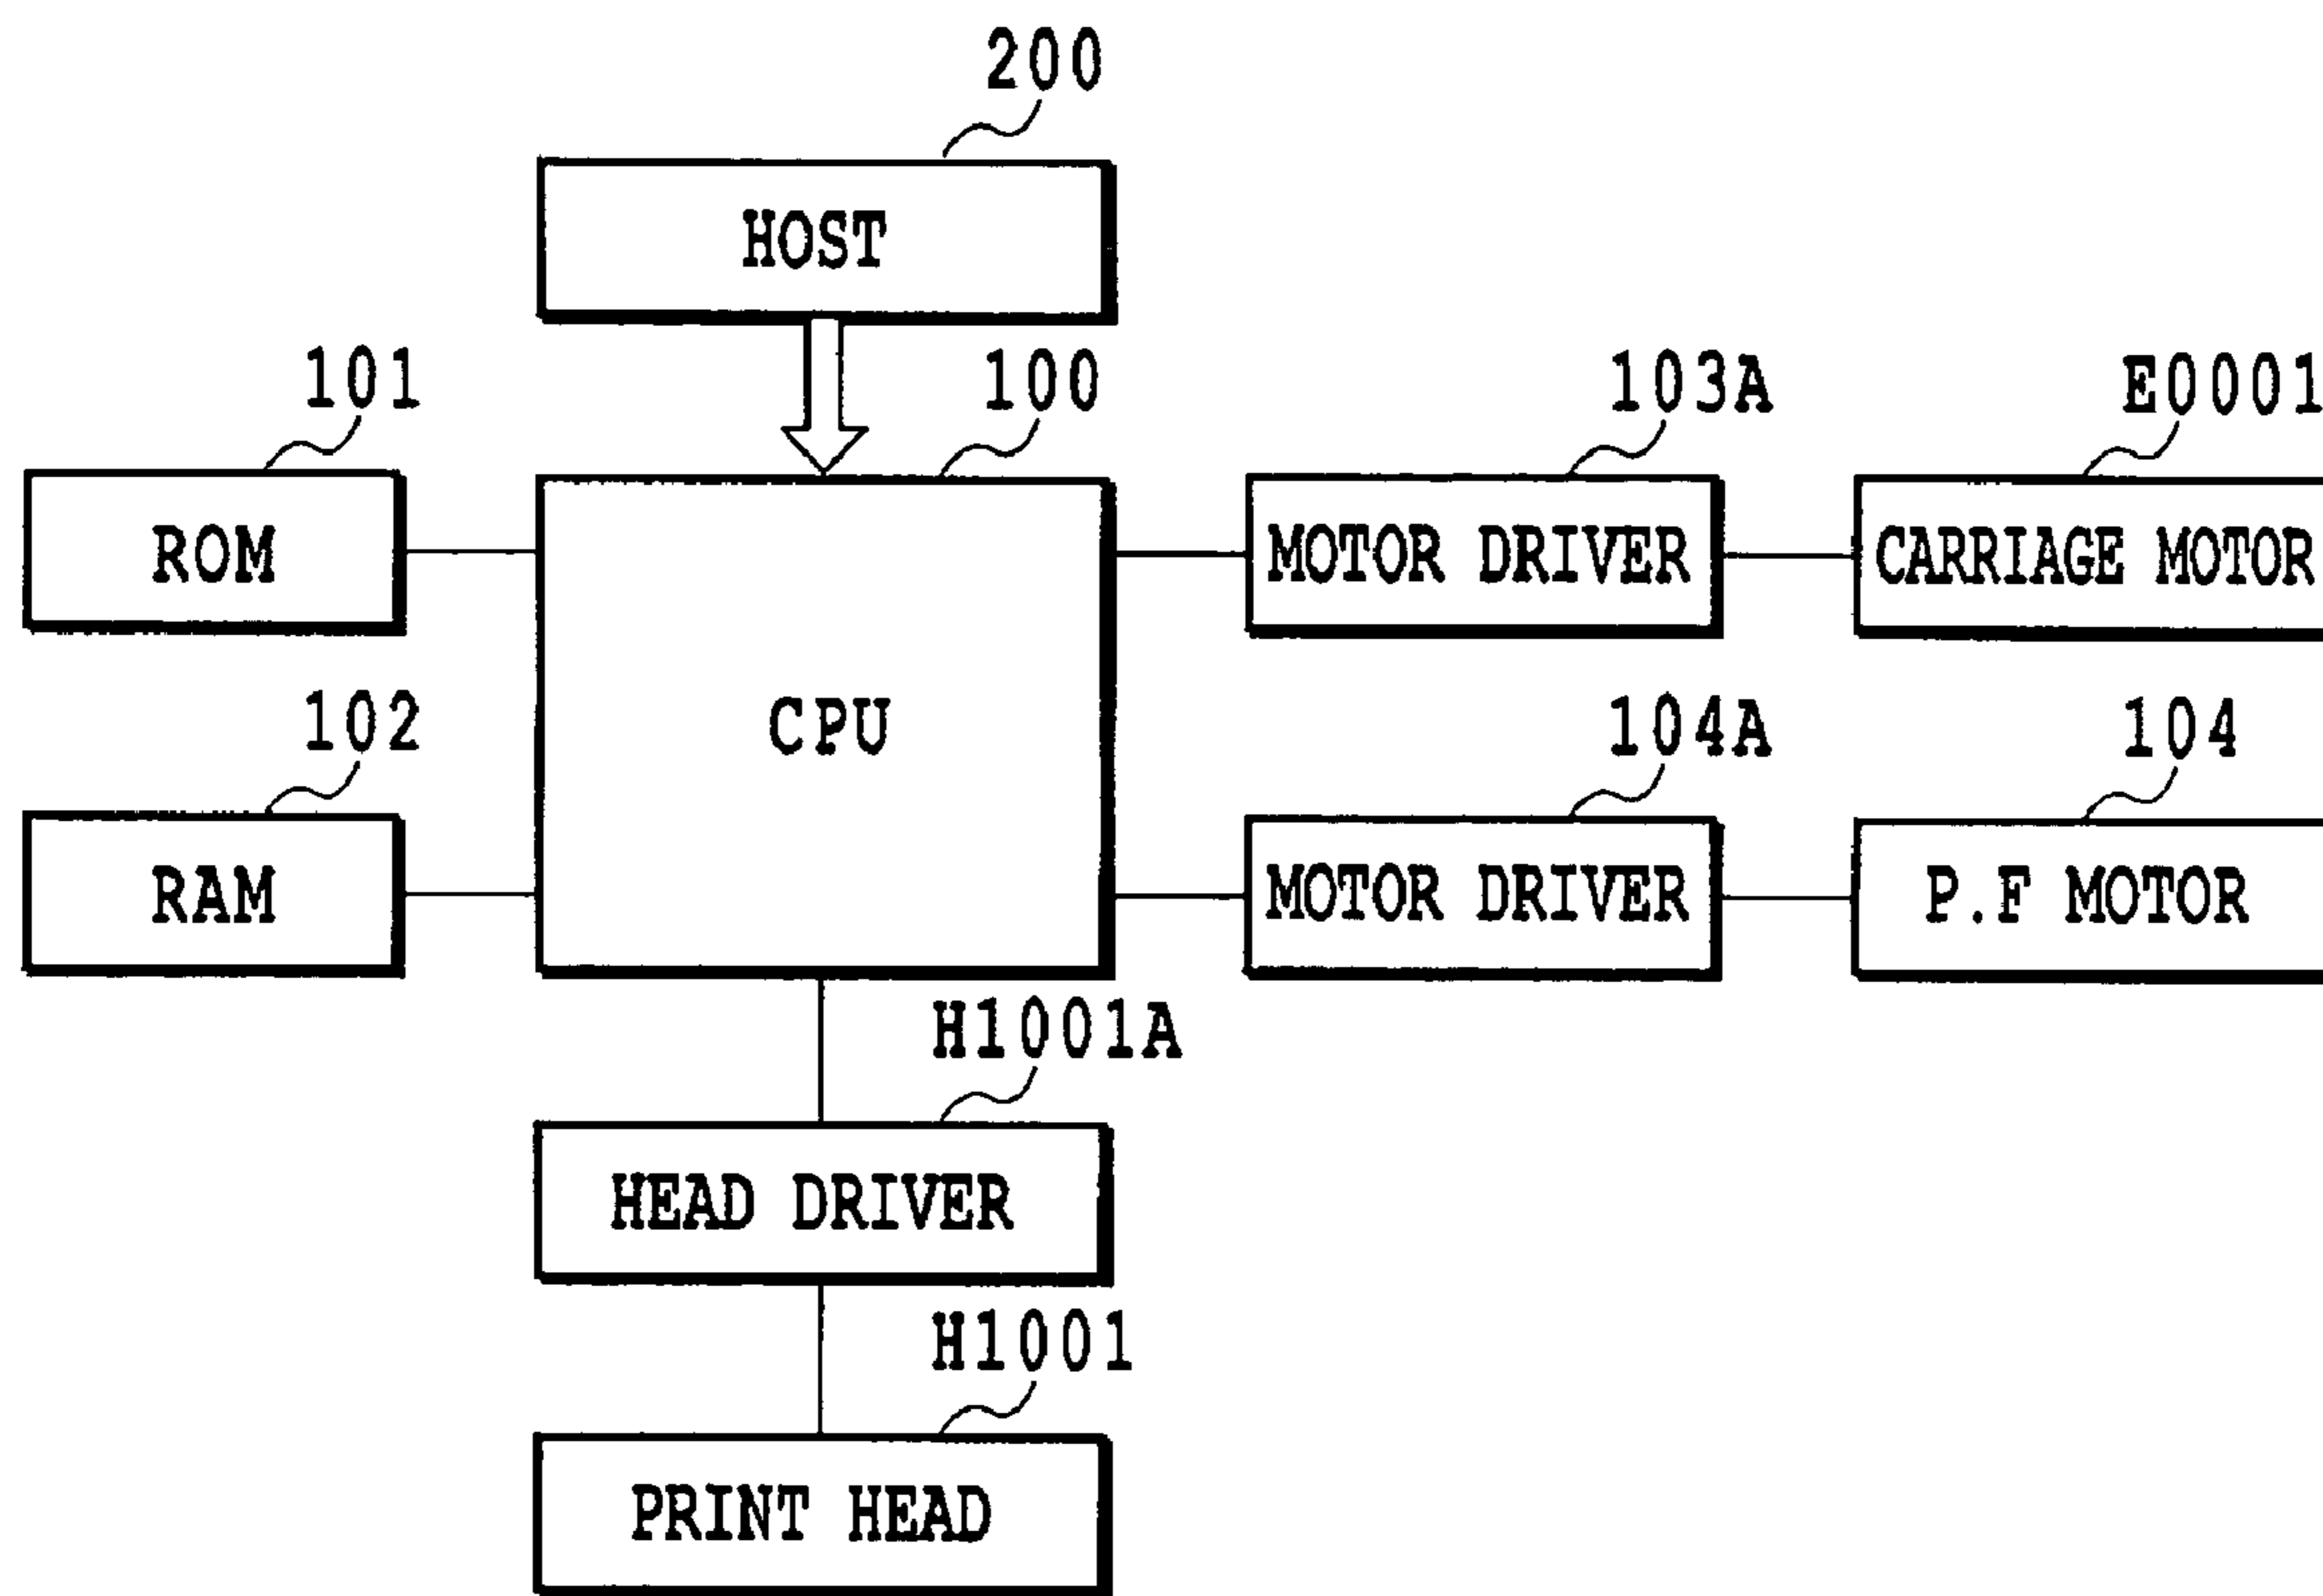 200
HOST
101
100
103A
E0001
ROM
MOTOR DRIVER
CARRIAGE MOTOR
CPU
102
104A
104
RAM
MOTOR DRIVER
P.F MOTOR
H1001A
HEAD DRIVER
H1001
PRINT HEAD